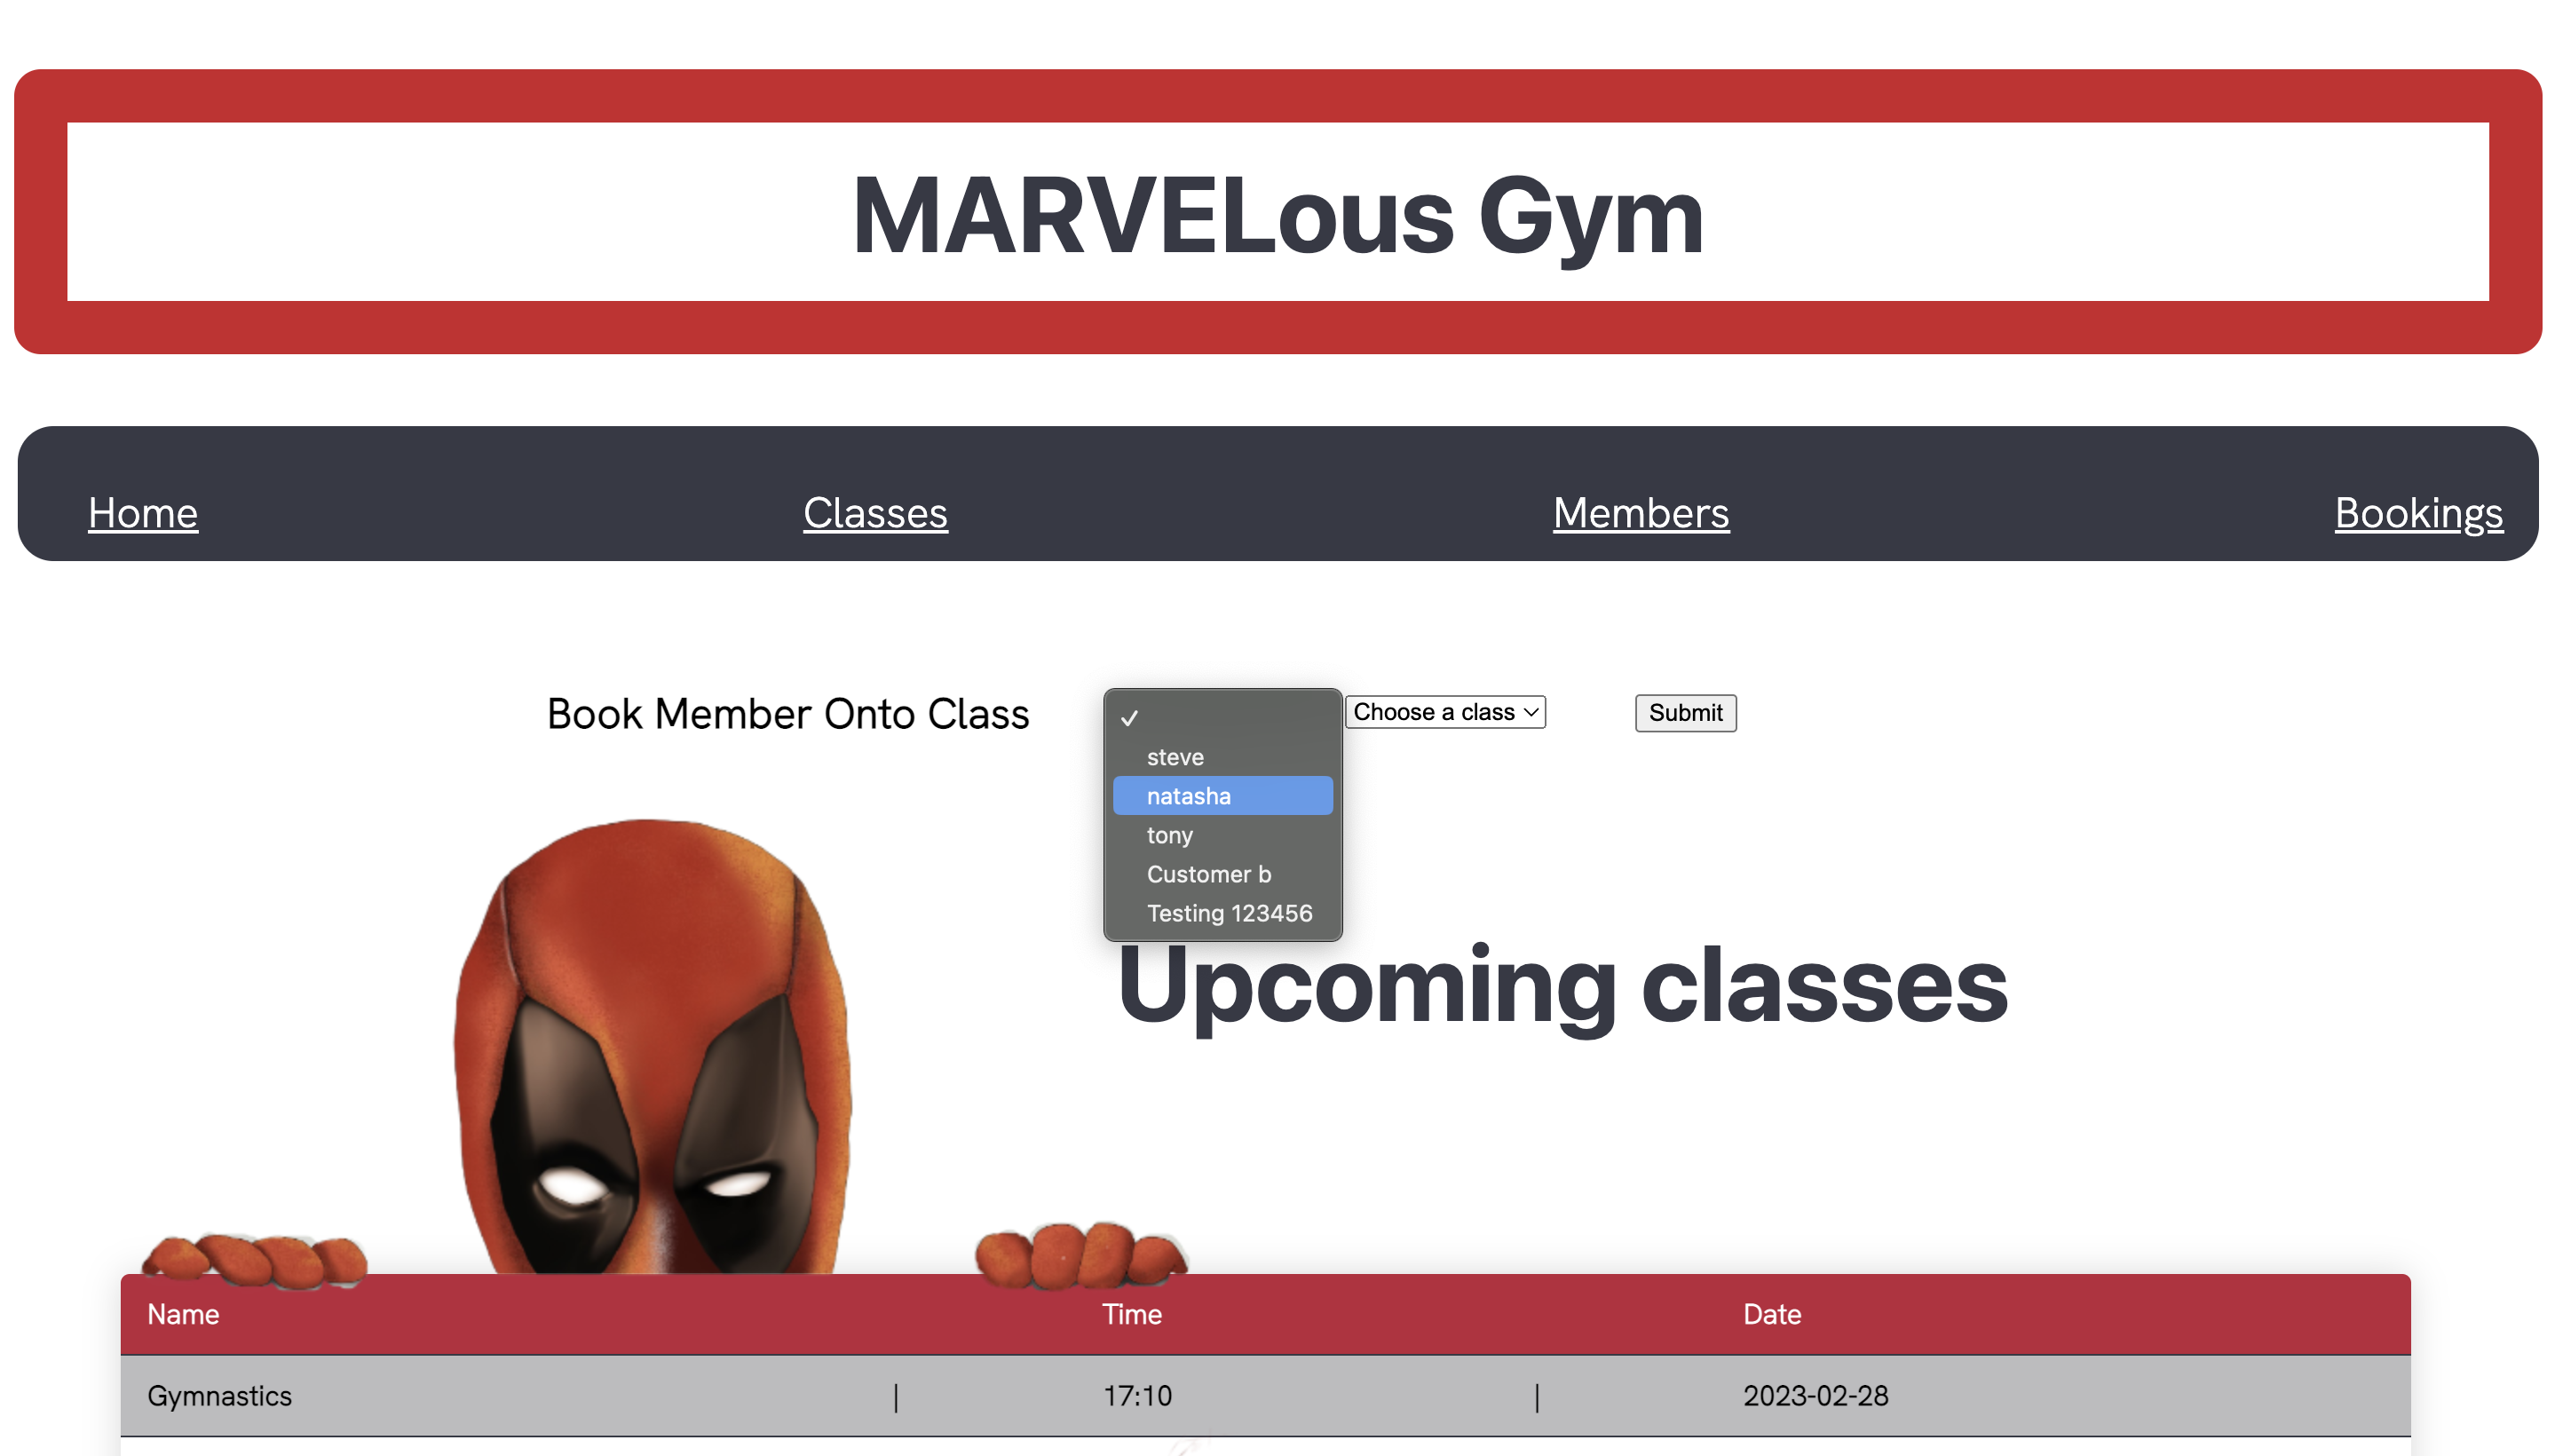 MARVELous Gym
Home Classes Members Bookings
Book Member Onto Class Choose a class Submit
steve
natasha
tony
Customer b
Testing 123456
Upcoming classes
Name Time Date
Gymnastics | 17:10 | 2023-02-28